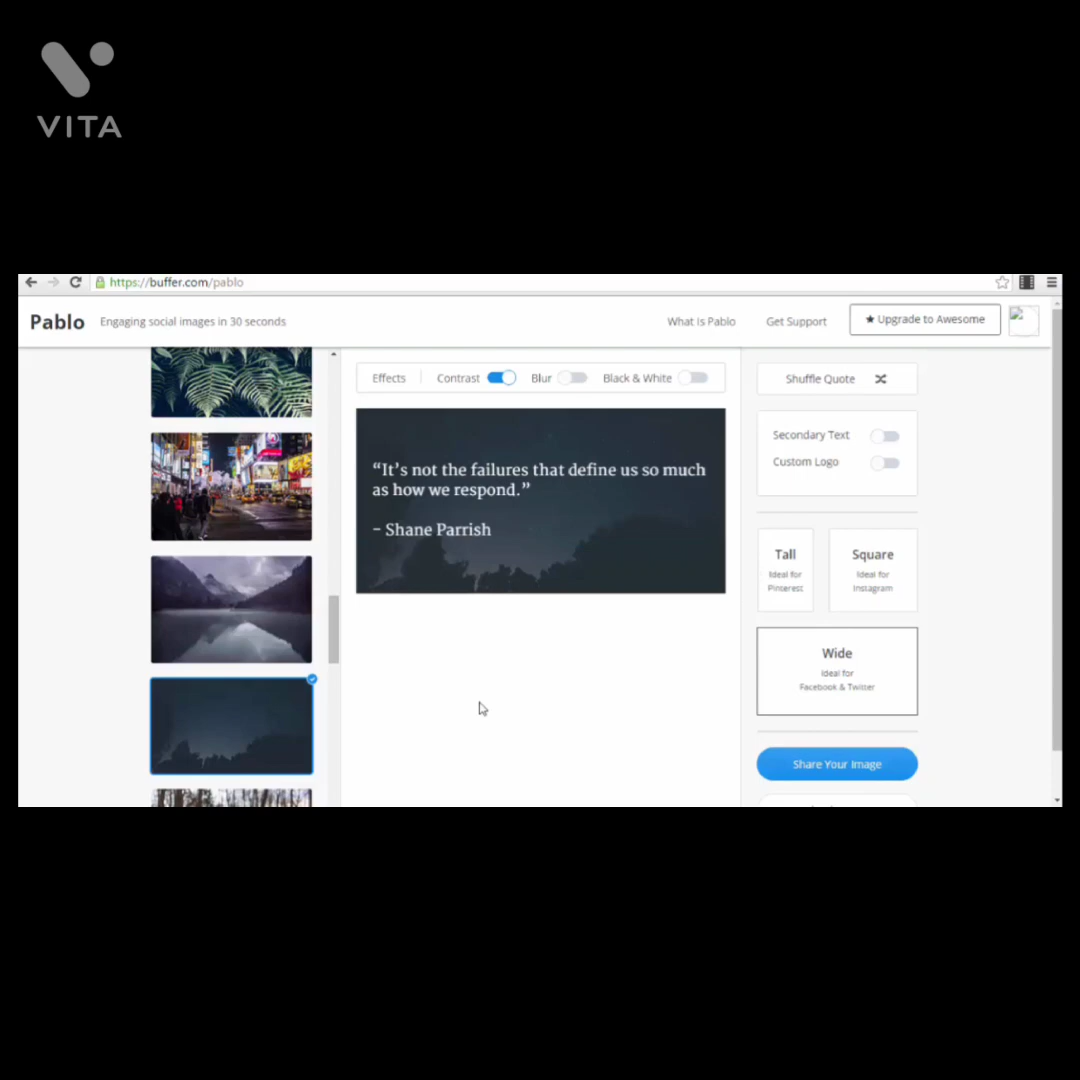 VITA
https://buffer.com/pablo
Pablo
Engaging social images in 30 seconds
What is Pablo
Get Support
★ Upgrade to Awesome
Effects
Contrast
Blur
Black & White
Shuffle Quote
“It’s not the failures that define us so much
as how we respond.”
– Shane Parrish
Secondary Text
Custom Logo
Tall
Ideal for
Pinterest
Square
Ideal for
Instagram
Wide
Ideal for
Facebook & Twitter
Share Your Image